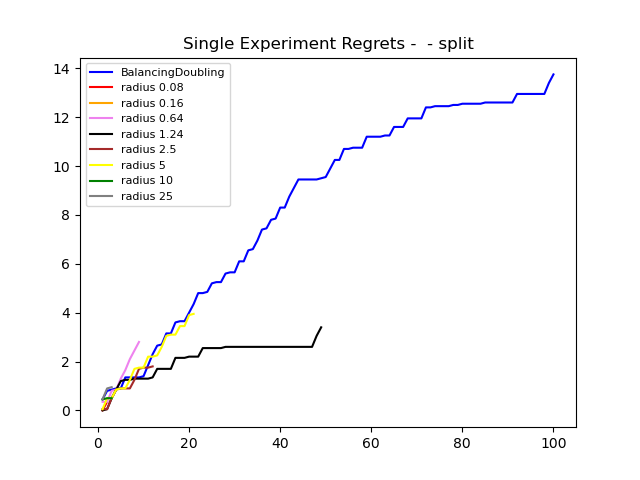 Single Experiment Regrets -  - split
14
12
10
8
6
4
2
0
BalancingDoubling
radius 0.08
radius 0.16
radius 0.64
radius 1.24
radius 2.5
radius 5
radius 10
radius 25
0 20 40 60 80 100